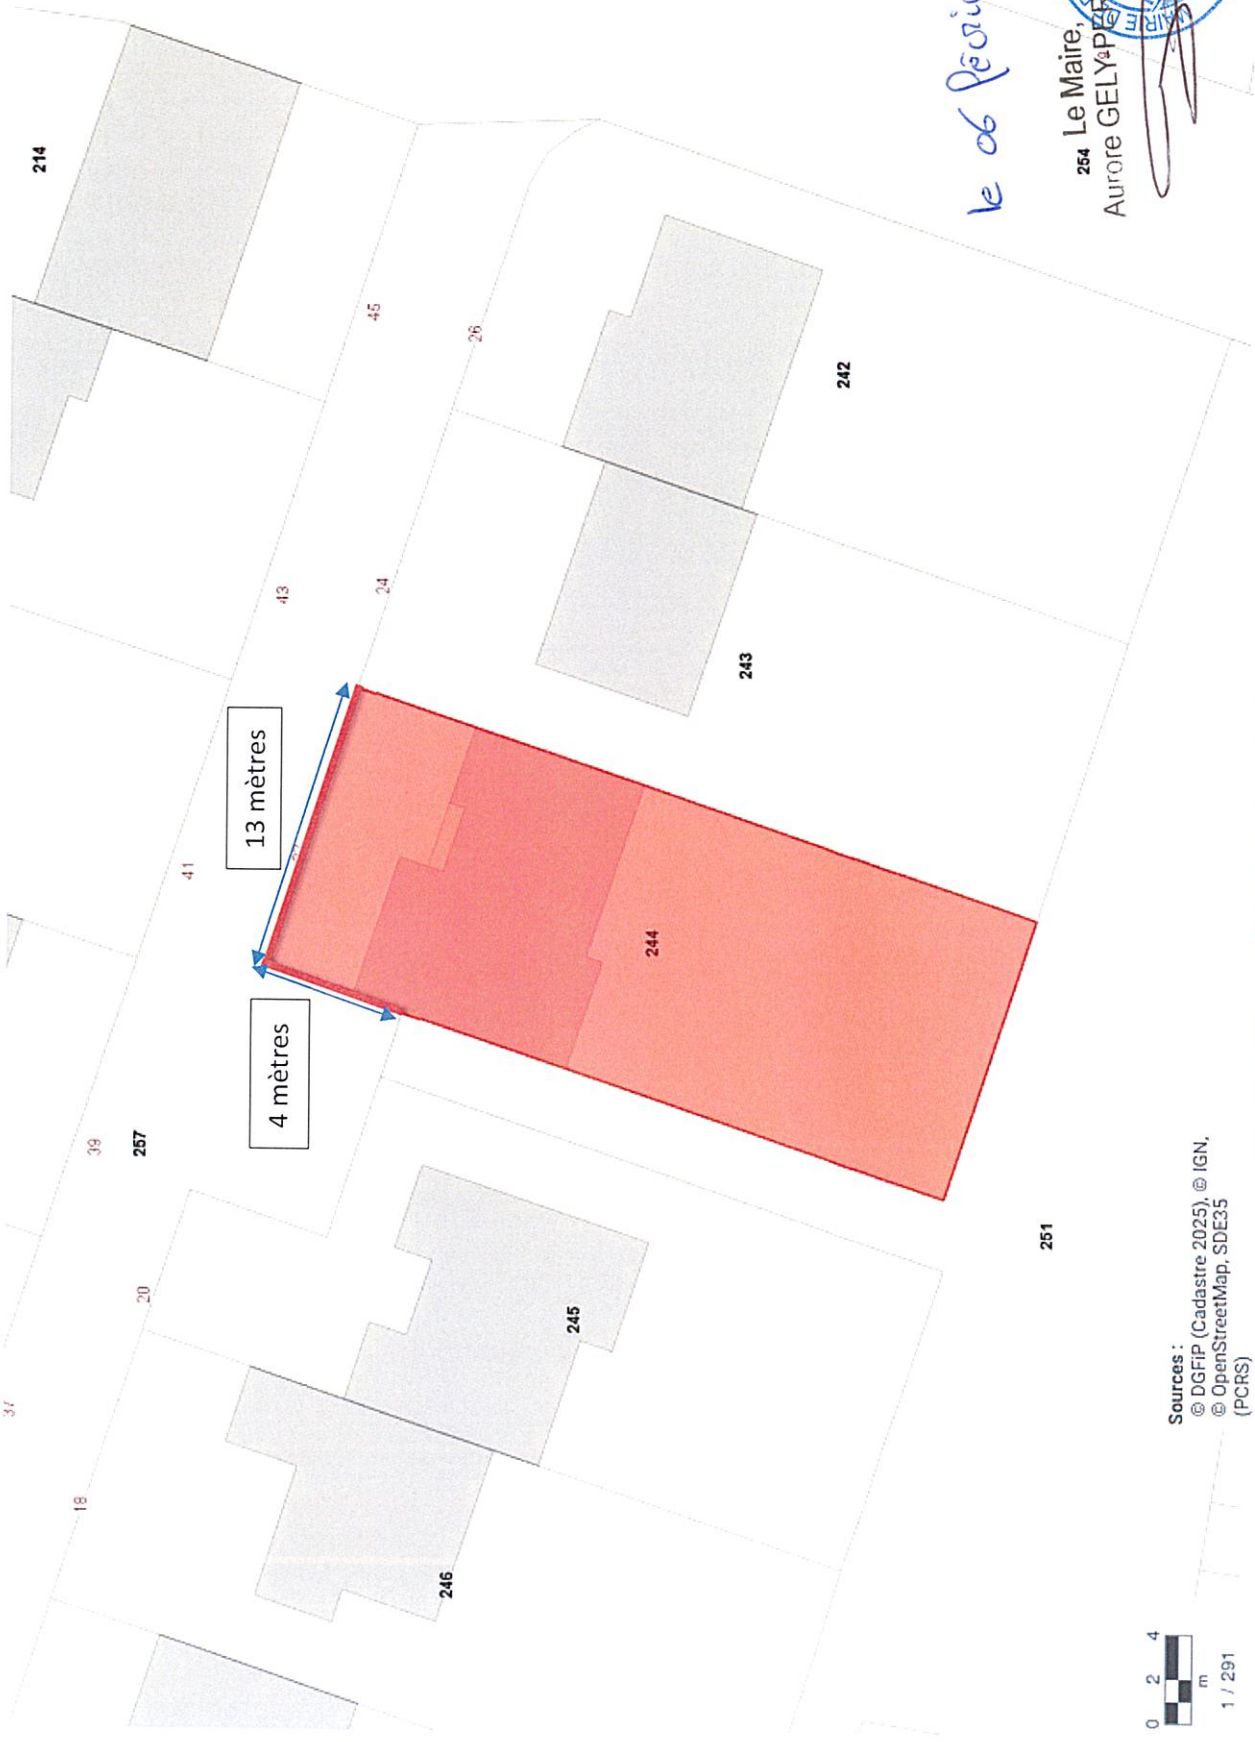 214
45
26
242
43
24
243
13 mètres
41
244
4 mètres
39
257
245
251
20
37
18
246
le 06
254 Le Maire,
Aurore
MAIRE
Sources :
© DGFiP (Cadastre 2025), © IGN,
© OpenStreetMap, SDE35
(PCRS)
0 2 4
m
1 / 291